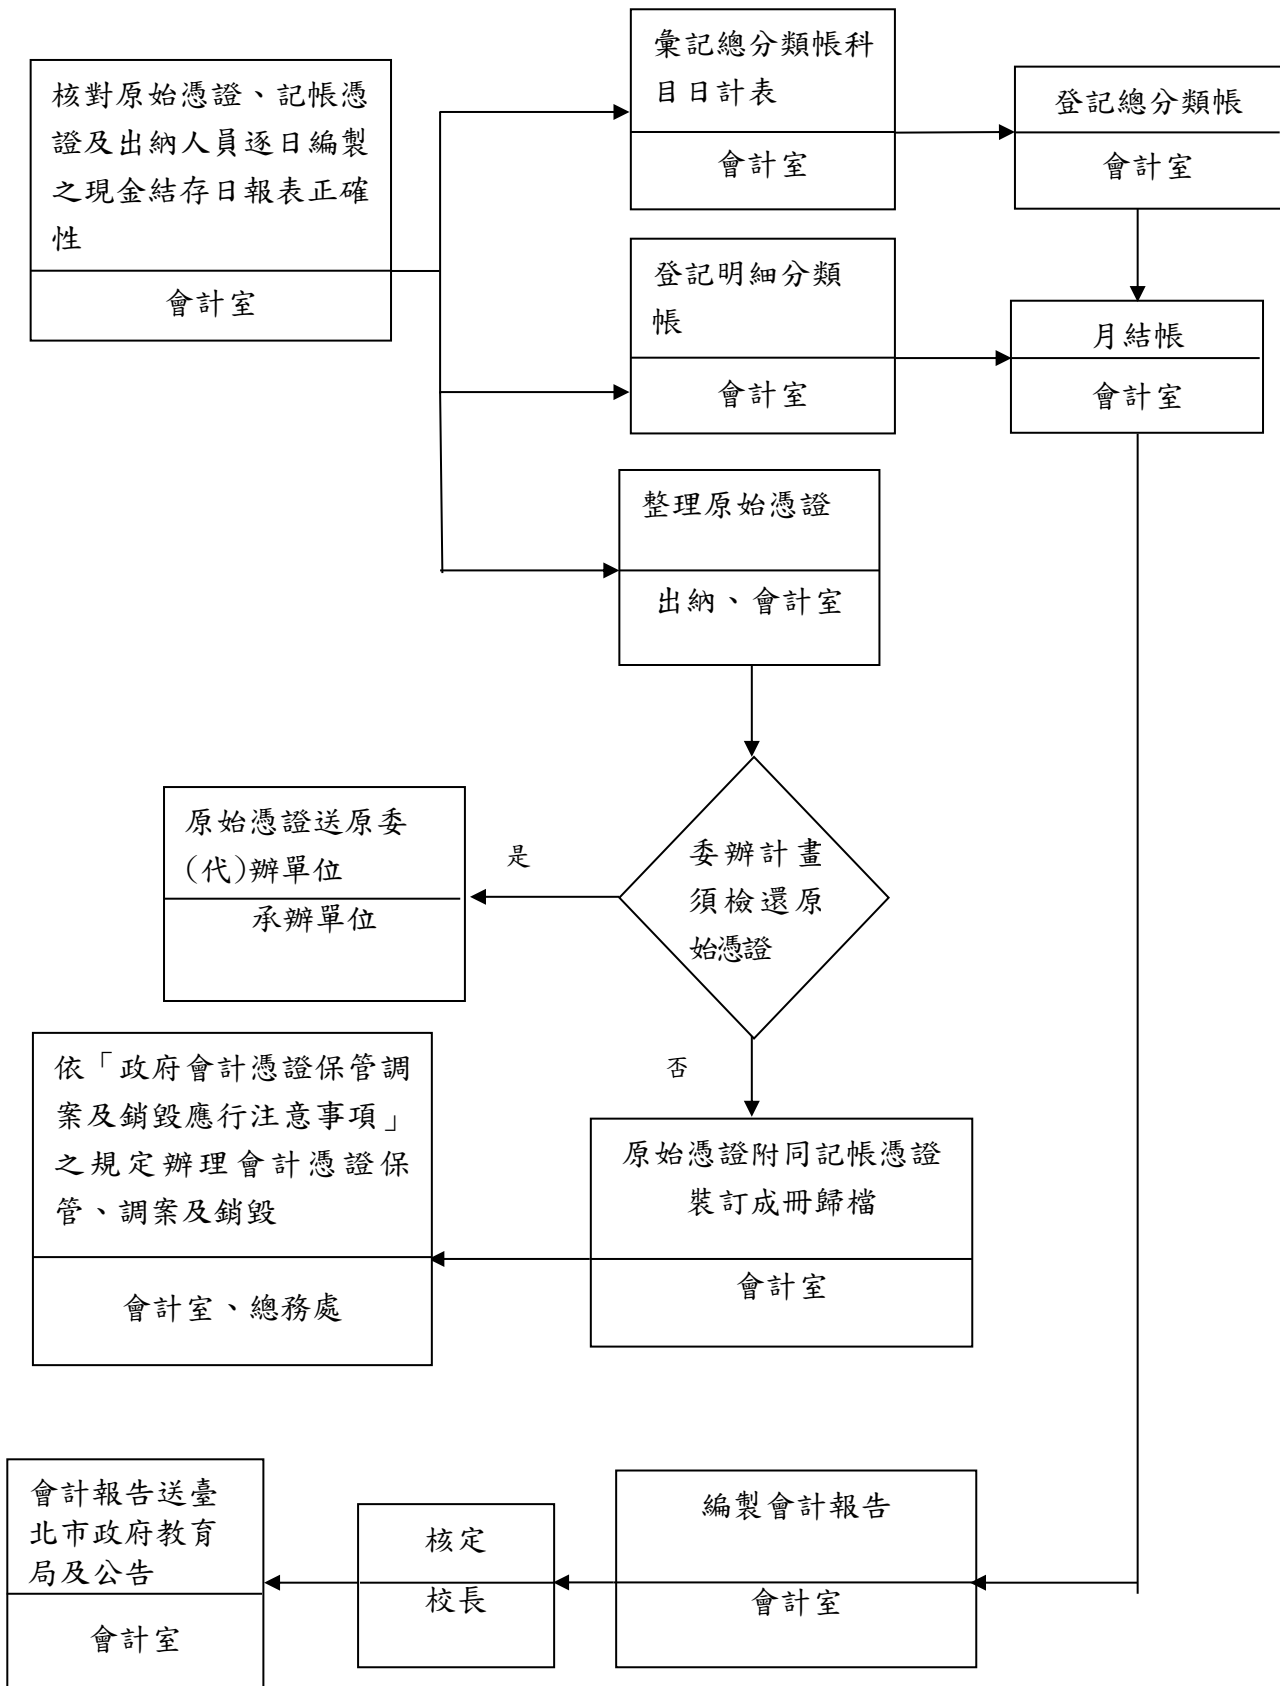 核對原始憑證、記帳憑
證及出納人員逐日編製
之現金結存日報表正確
性
會計室
彙記總分類帳科
目日計表
會計室
登記總分類帳
會計室
登記明細分類
帳
會計室
月結帳
會計室
整理原始憑證
出納、會計室
委辦計畫
須檢還原
始憑證
是
原始憑證送原委
(代)辦單位
承辦單位
否
原始憑證附同記帳憑證
裝訂成冊歸檔
會計室
依「政府會計憑證保管調
案及銷毀應行注意事項」
之規定辦理會計憑證保
管、調案及銷毀
會計室、總務處
編製會計報告
會計室
核定
校長
會計報告送臺
北市政府教育
局及公告
會計室